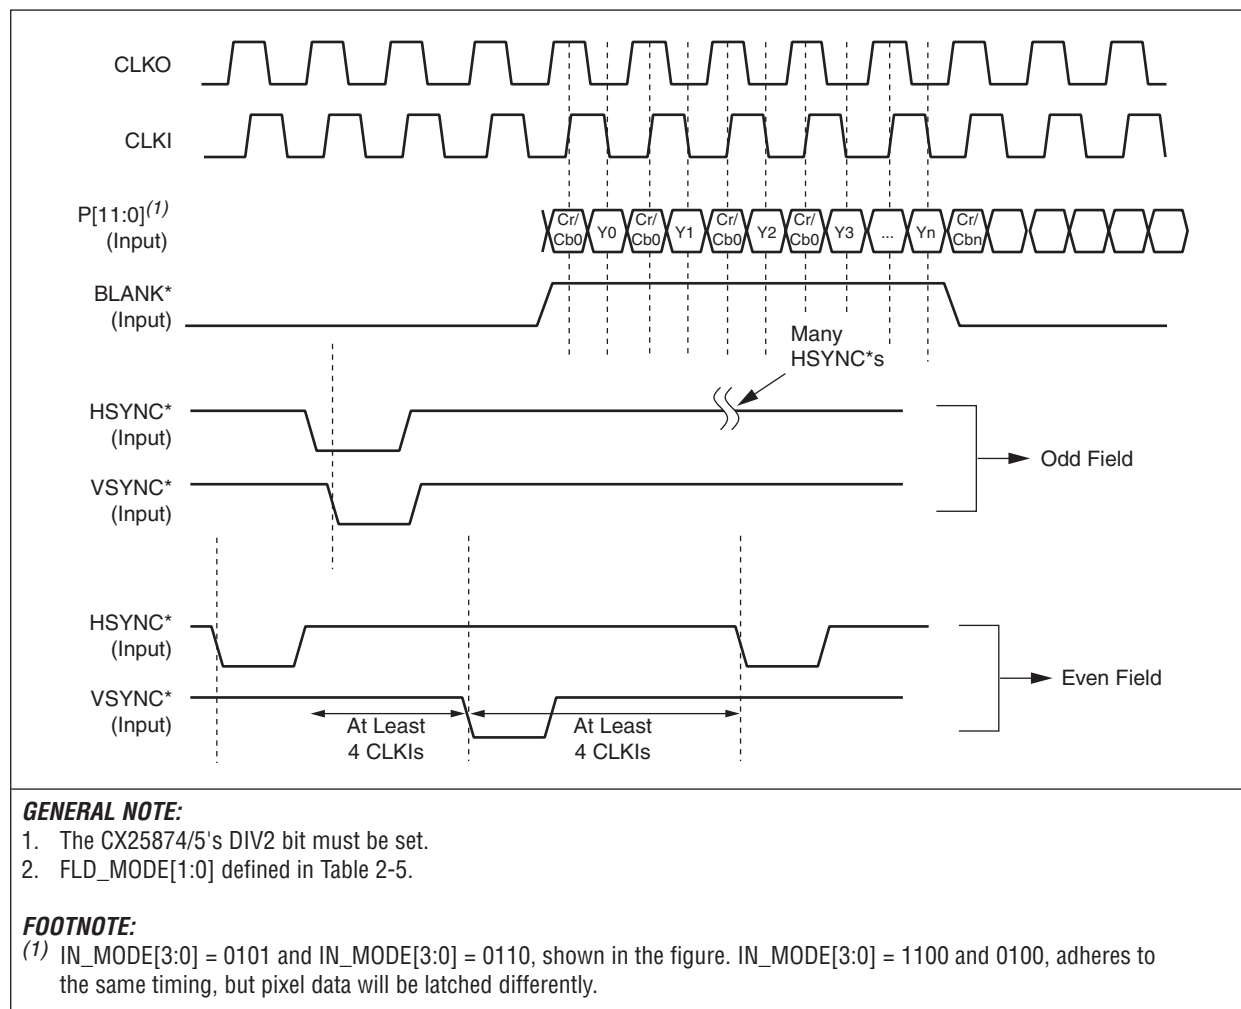 CLKO
CLKI
P[11:0](1)
(Input)
Cr/
Cb0
Y0
Cr/
Cb0
Y1
Cr/
Cb0
Y2
Cr/
Cb0
Y3
...
Yn
Cr/
Cbn
BLANK*
(Input)
Many
HSYNC*s
HSYNC*
(Input)
VSYNC*
(Input)
Odd Field
HSYNC*
(Input)
VSYNC*
(Input)
At Least
4 CLKIs
At Least
4 CLKIs
Even Field
GENERAL NOTE:
1. The CX25874/5's DIV2 bit must be set.
2. FLD_MODE[1:0] defined in Table 2-5.
FOOTNOTE:
(1) IN_MODE[3:0] = 0101 and IN_MODE[3:0] = 0110, shown in the figure. IN_MODE[3:0] = 1100 and 0100, adheres to
the same timing, but pixel data will be latched differently.